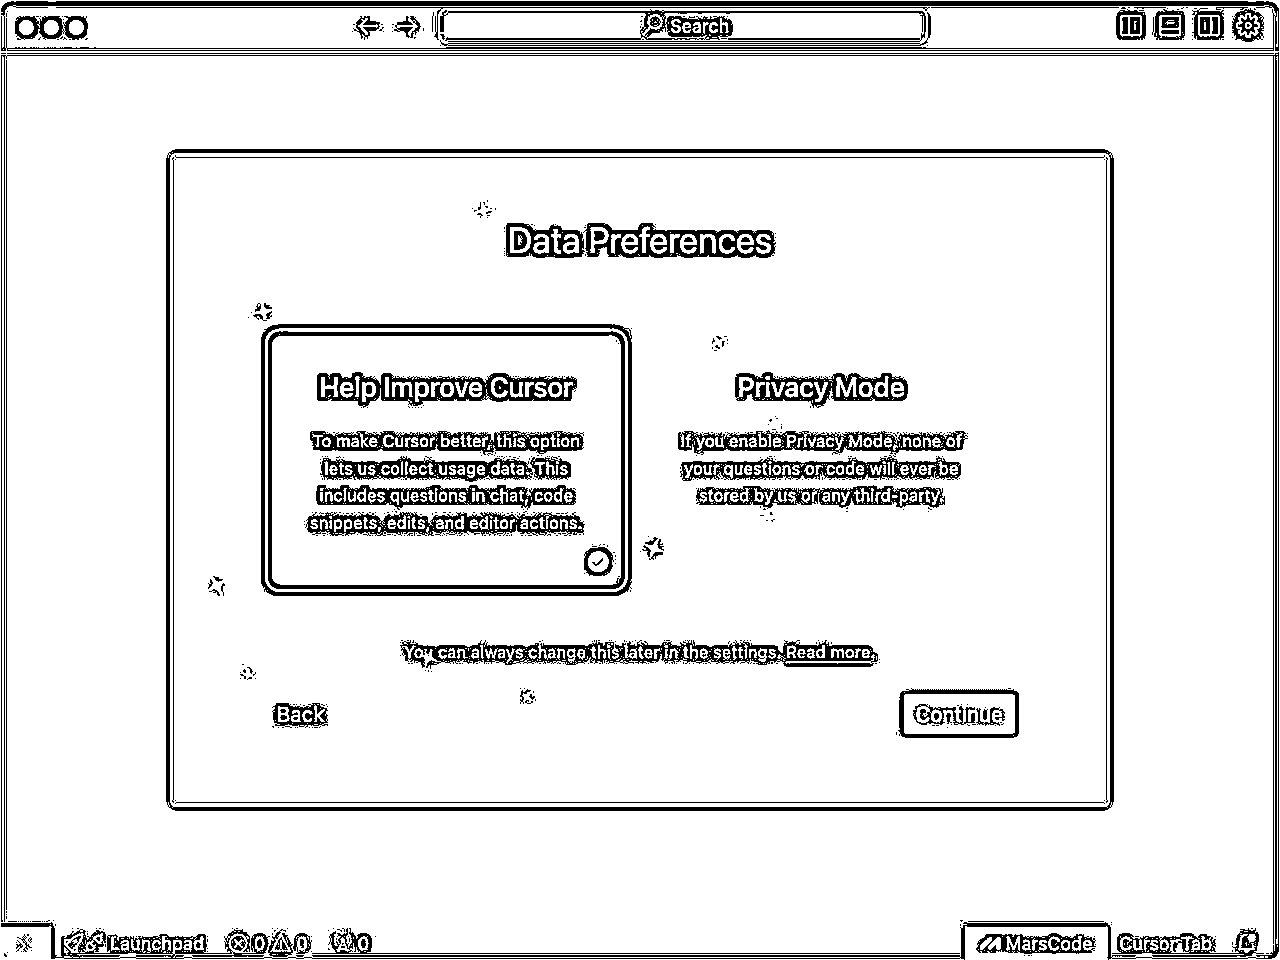 Search
Data Preferences
Help Improve Cursor
To make Cursor better, this option
lets us collect usage data. This
includes questions in chat, code
snippets, edits, and editor actions.
Privacy Mode
If you enable Privacy Mode, none of
your questions or code will ever be
stored by us or any third-party.
You can always change this later in the settings. Read more.
Back
Continue
Launchpad 0 0 0
MarsCode Cursor Tab